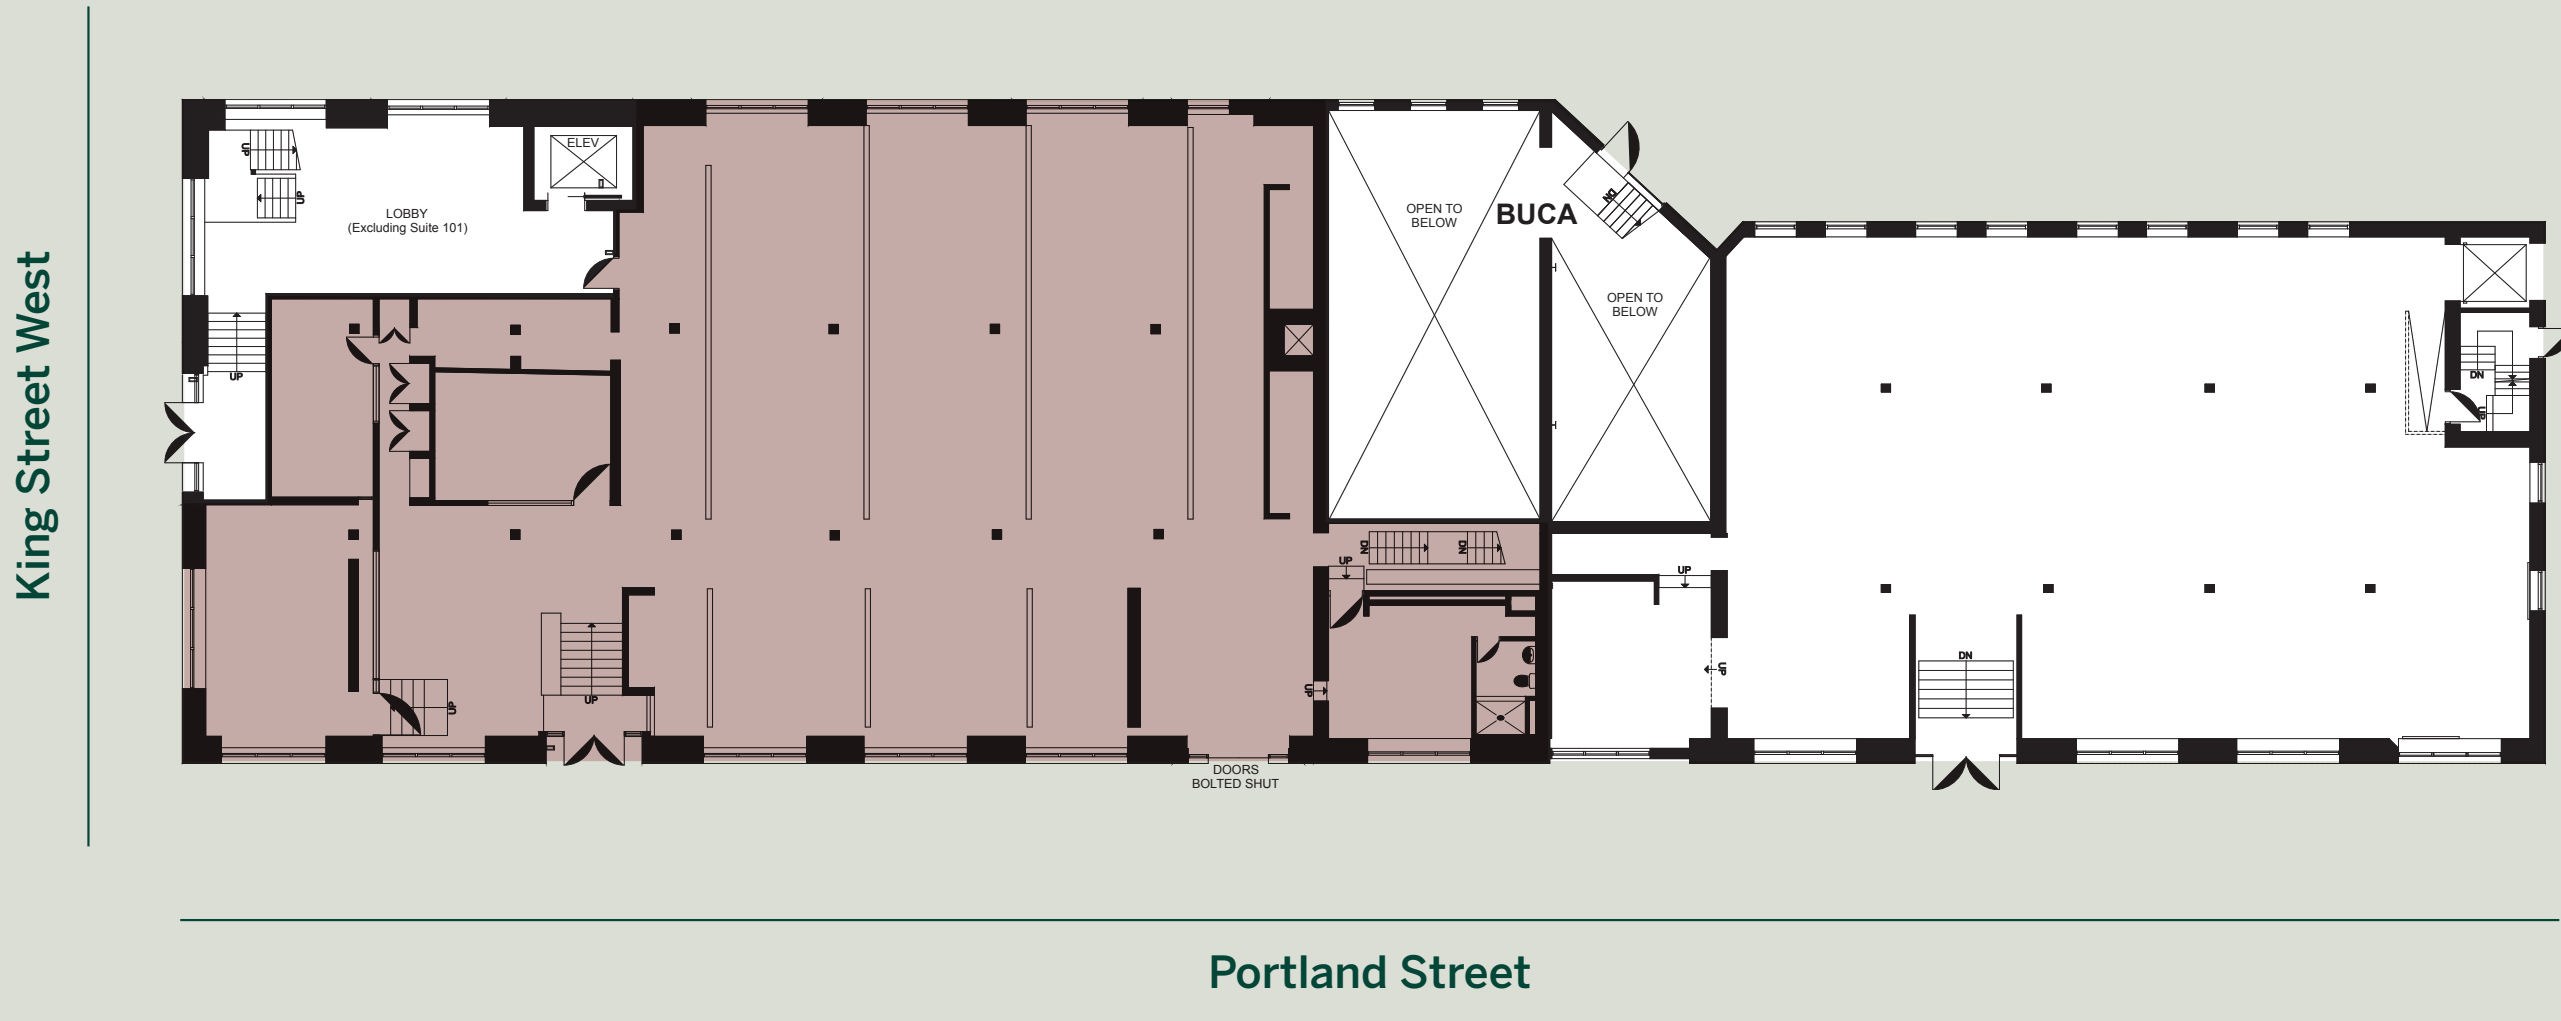 King Street West
ELEV
UP
UP
LOBBY
(Excluding Suite 101)
UP
OPEN TO
BELOW
BUCA
DN
OPEN TO
BELOW
DN
UP
DN
DN
UP
UP
UP
UP
UP
UP
DN
DOORS
BOLTED SHUT
Portland Street